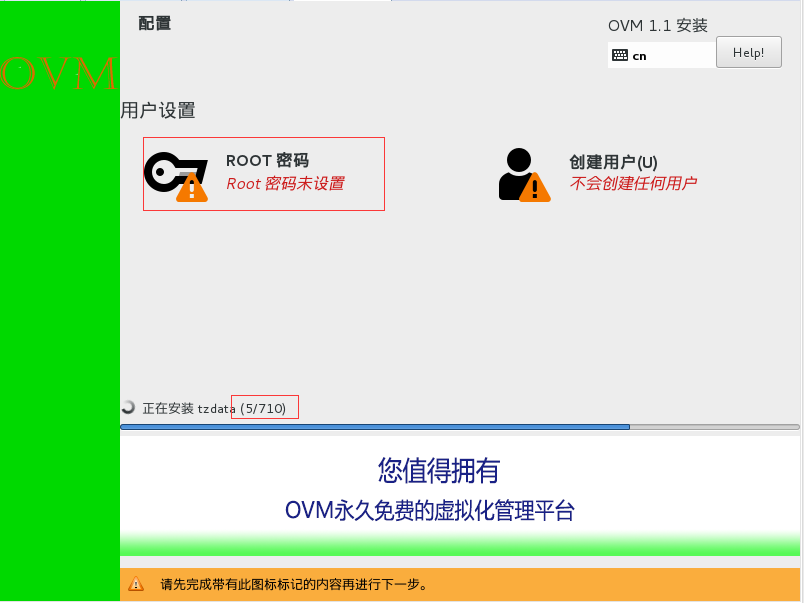 配置
OVM 1.1 安装
cn
Help!
OVM
用户设置
ROOT 密码
Root 密码未设置
创建用户(U)
不会创建任何用户
正在安装 tzdata (5/710)
您值得拥有
OVM永久免费的虚拟化管理平台
请先完成带有此图标标记的内容再进行下一步。